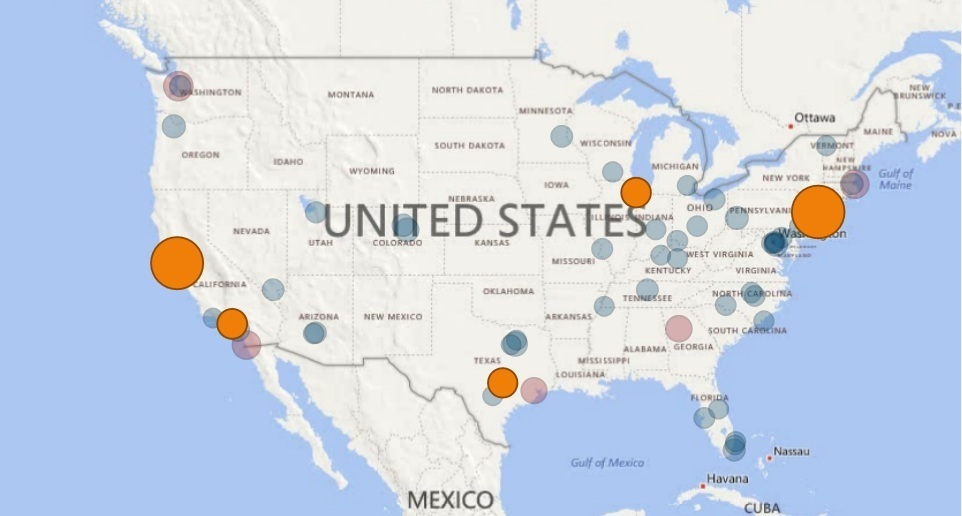 WASHINGTON
MONTANA
NORTH DAKOTA
MINNESOTA
Ottawa
NEW
BRUNSWICK
P.E
MAINE
NOVA
OREGON
IDAHO
SOUTH DAKOTA
WISCONSIN
VERMONT
WYOMING
MICHIGAN
NEW
HAMPSHIRE
NEW YORK
Gulf of
Maine
IOWA
NEBRASKA
OHIO
PENNSYLVANI
NEVADA
UNITED STATES
ILLINOIS
INDIANA
UTAH
COLORADO
KANSAS
Washington
MISSOURI
WEST VIRGINIA
MARYLAND
CALIFORNIA
KENTUCKY
VIRGINIA
OKLAHOMA
TENNESSEE
NORTH CAROLINA
ARIZONA
NEW MEXICO
ARKANSAS
SOUTH CAROLINA
ALABAMA
GEORGIA
TEXAS
MISSISSIPPI
LOUISIANA
FLORIDA
Gulf of Mexico
Nassau
Havana
MEXICO
CUBA